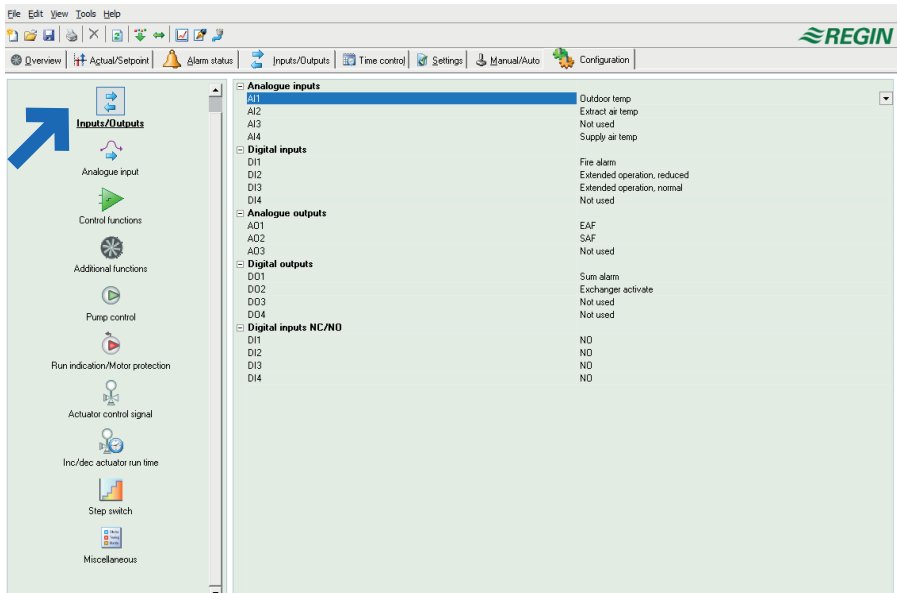 File Edit View Tools Help
REGIN
Overview Actual/Setpoint Alarm status Inputs/Outputs Time control Settings Manual/Auto Configuration
Inputs/Outputs
Analogue input
Control functions
Additional functions
Pump control
Run indication/Motor protection
Actuator control signal
Inc/dec actuator run time
Step switch
Miscellaneous
Analogue inputs
AI1 Outdoor temp
AI2 Extract air temp
AI3 Not used
AI4 Supply air temp
Digital inputs
DI1 Fire alarm
DI2 Extended operation, reduced
DI3 Extended operation, normal
DI4 Not used
Analogue outputs
AO1 EAF
AO2 SAF
AO3 Not used
Digital outputs
DO1 Sum alarm
DO2 Exchanger activate
DO3 Not used
DO4 Not used
Digital inputs NC/NO
DI1 NO
DI2 NO
DI3 NO
DI4 NO